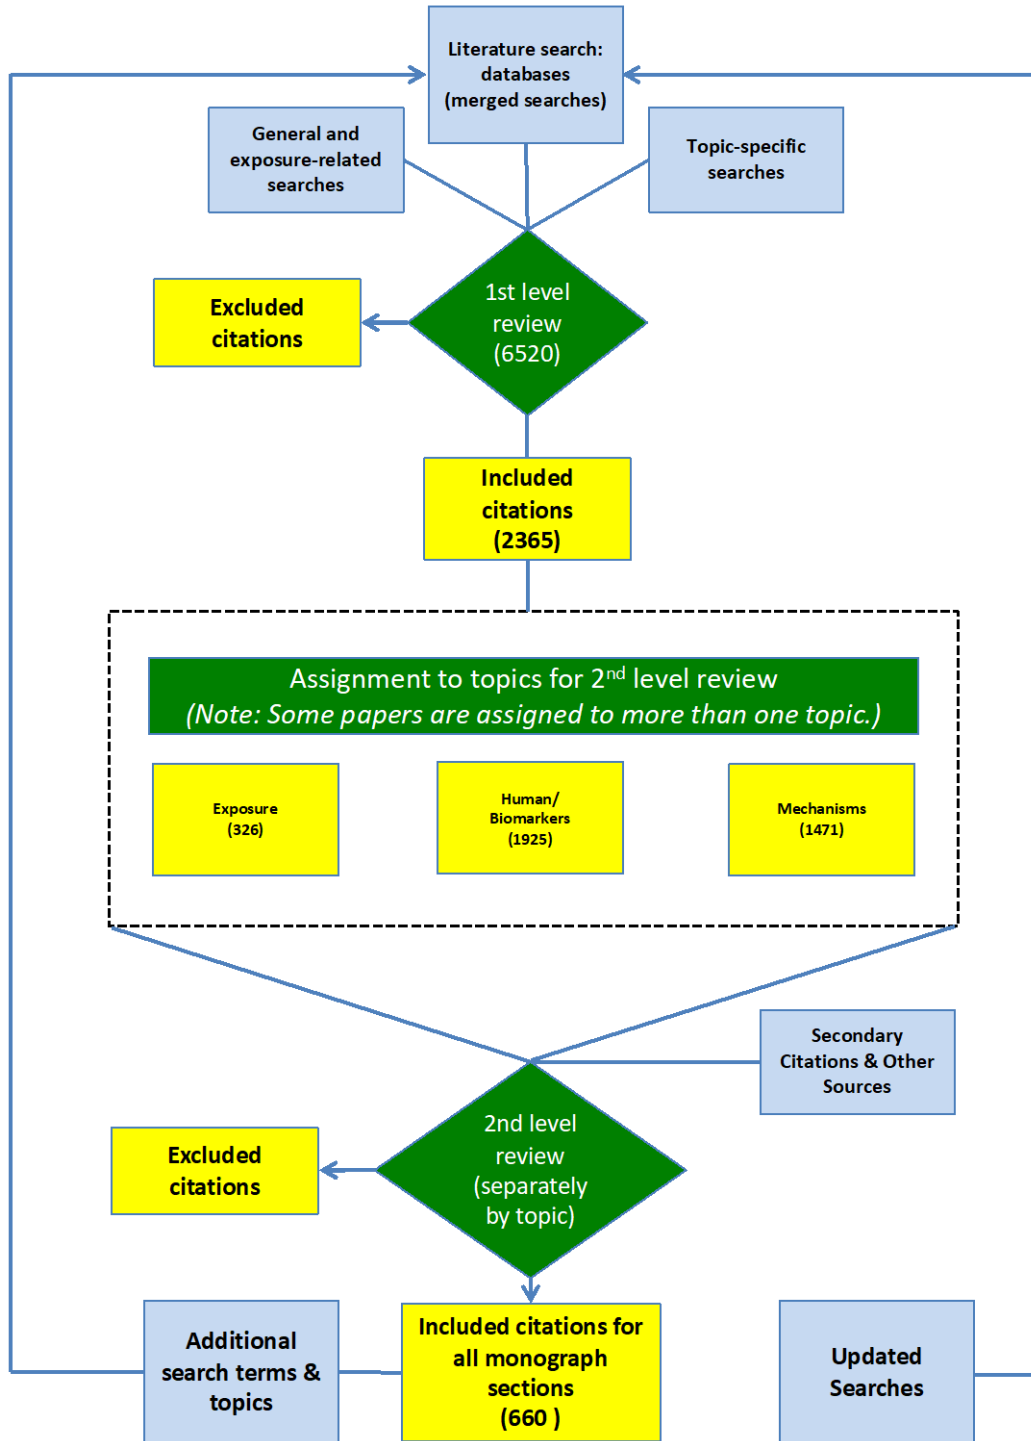 Literature search:
databases
(merged searches)
General and
exposure-related
searches
Topic-specific
searches
1st level
review
(6520)
Excluded
citations
Included
citations
(2365)
Assignment to topics for 2nd level review
(Note: Some papers are assigned to more than one topic.)
Exposure
(326)
Human/
Biomarkers
(1925)
Mechanisms
(1471)
Secondary
Citations & Other
Sources
2nd level
review
(separately
by topic)
Excluded
citations
Additional
search terms &
topics
Included citations for
all monograph
sections
(660 )
Updated
Searches